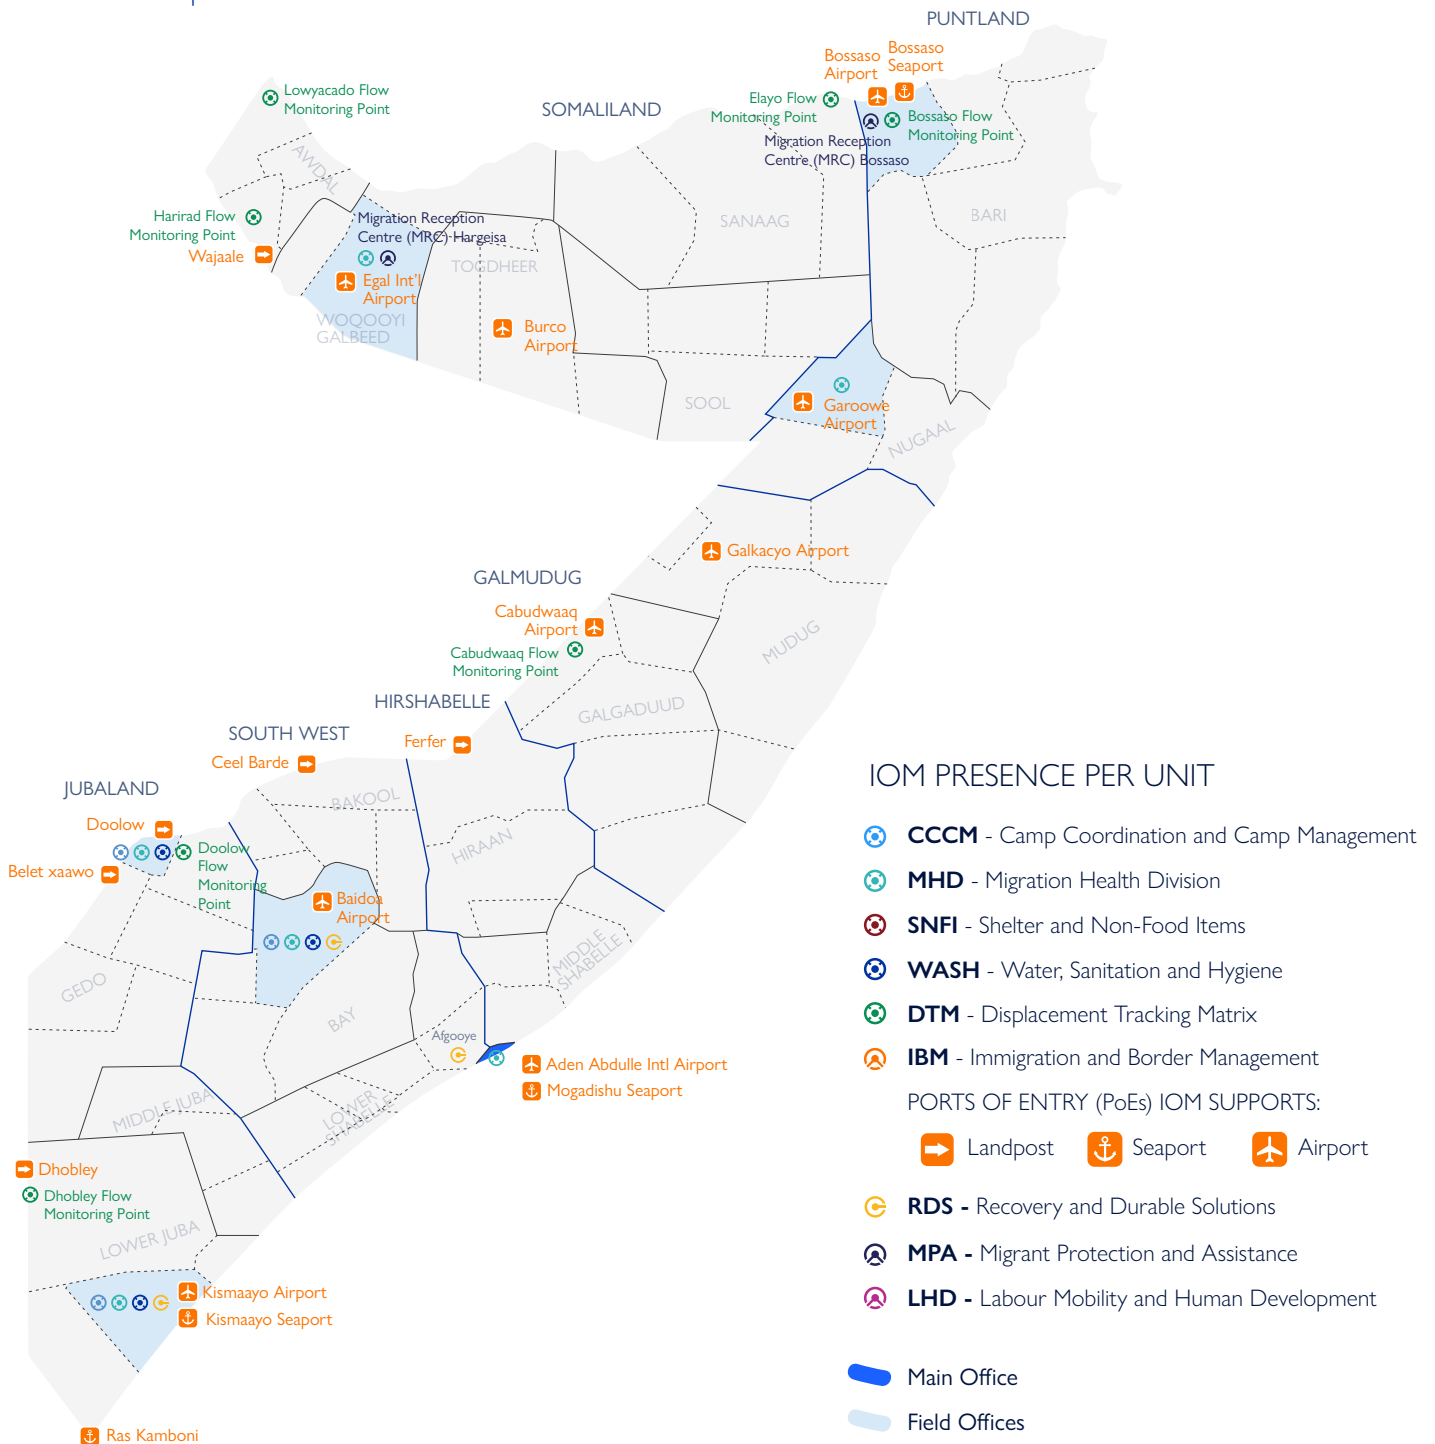 PUNTLAND
Bossaso
Airport
Bossaso
Seaport
Lowyacado Flow
Monitoring Point
SOMALILAND
Elayo Flow
Monitoring Point
Bossaso Flow
Monitoring Point
Migration Reception
Centre (MRC) Bossaso
AWDAL
SANAAG
BARI
Harirad Flow
Monitoring Point
Migration Reception
Centre (MRC) Hargeisa
Wajaale
TOGDHEER
Egal Int'l
Airport
WOQOOYI
GALBEED
Burco
Airport
SOOL
Garoowe
Airport
NUGAAL
Galkacyo Airport
GALMUDUG
Cabudwaaq
Airport
MUDUG
Cabudwaaq Flow
Monitoring Point
HIRSHABELLE
GALGADUUD
SOUTH WEST
Ferfer
Ceel Barde
JUBALAND
BAKOOL
Doolow
HIRAAN
Doolow
Flow
Monitoring
Point
Belet xaawo
Baidoa
Airport
MIDDLE
SHABELLE
GEDO
BAY
Afgooye
Aden Abdulle Intl Airport
Mogadishu Seaport
MIDDLE JUBA
LOWER
SHABELLE
Dhobley
Dhobley Flow
Monitoring Point
LOWER JUBA
Kismaayo Airport
Kismaayo Seaport
Ras Kamboni
IOM PRESENCE PER UNIT
CCCM - Camp Coordination and Camp Management
MHD - Migration Health Division
SNFI - Shelter and Non-Food Items
WASH - Water, Sanitation and Hygiene
DTM - Displacement Tracking Matrix
IBM - Immigration and Border Management
PORTS OF ENTRY (PoEs) IOM SUPPORTS:
Landpost Seaport Airport
RDS - Recovery and Durable Solutions
MPA - Migrant Protection and Assistance
LHD - Labour Mobility and Human Development
Main Office
Field Offices